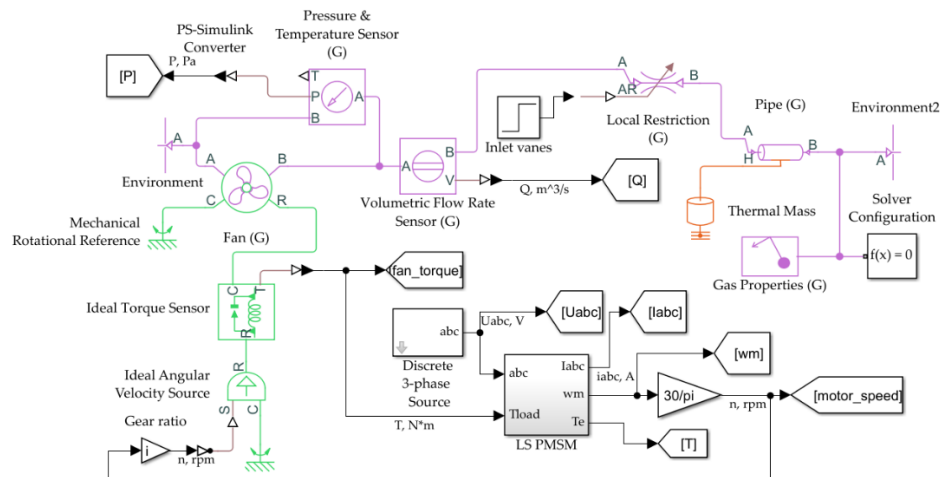 Pressure &
Temperature Sensor
(G)
PS-Simulink
Converter
P, Pa
[P]
T
P
A
B
A
Environment
A
B
C
R
Mechanical
Rotational Reference
Fan (G)
A
B
V
Volumetric Flow Rate
Sensor (G)
Q, m^3/s
[Q]
Inlet vanes
A
AR
B
Local Restriction
(G)
Pipe (G)
A
H
B
Environment2
A
Thermal Mass
Solver
Configuration
f(x) = 0
Gas Properties (G)
[fan_torque]
C
T
R
Ideal Torque Sensor
Ideal Angular
Velocity Source
R
S
C
Gear ratio
i
n, rpm
abc
Discrete
3-phase
Source
Uabc, V
[Uabc]
[Iabc]
abc
Tload
Iabc
wm
Te
LS PMSM
T, N*m
iabc, A
[wm]
30/pi
n, rpm
[motor_speed]
[T]